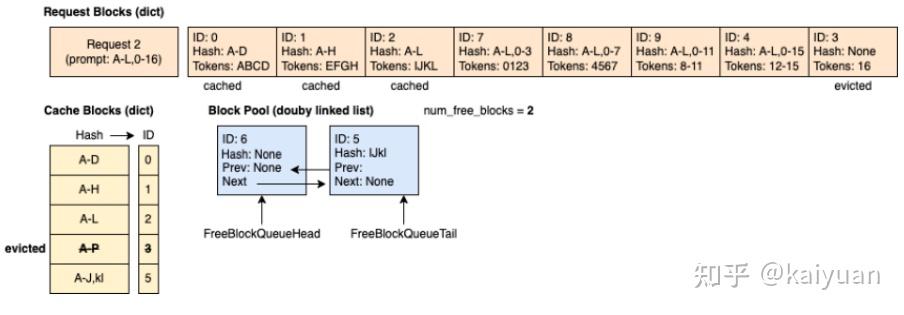 Request Blocks (dict)
Request 2
(prompt: A-L,0-16)
ID: 0
Hash: A-D
Tokens: ABCD
ID: 1
Hash: A-H
Tokens: EFGH
ID: 2
Hash: A-L
Tokens: IJKL
ID: 7
Hash: A-L,0-3
Tokens: 0123
ID: 8
Hash: A-L,0-7
Tokens: 4567
ID: 9
Hash: A-L,0-11
Tokens: 8-11
ID: 4
Hash: A-L,0-15
Tokens: 12-15
ID: 3
Hash: None
Tokens: 16
cached
cached
cached
evicted
Cache Blocks (dict)
Hash
ID
A-D
0
A-H
1
A-L
2
evicted
A-P
3
A-J,kl
5
Block Pool (douby linked list)
num_free_blocks = 2
ID: 6
Hash: None
Prev: None
Next
ID: 5
Hash: IJkl
Prev:
Next: None
FreeBlockQueueHead
FreeBlockQueueTail
知乎 @kaiyuan